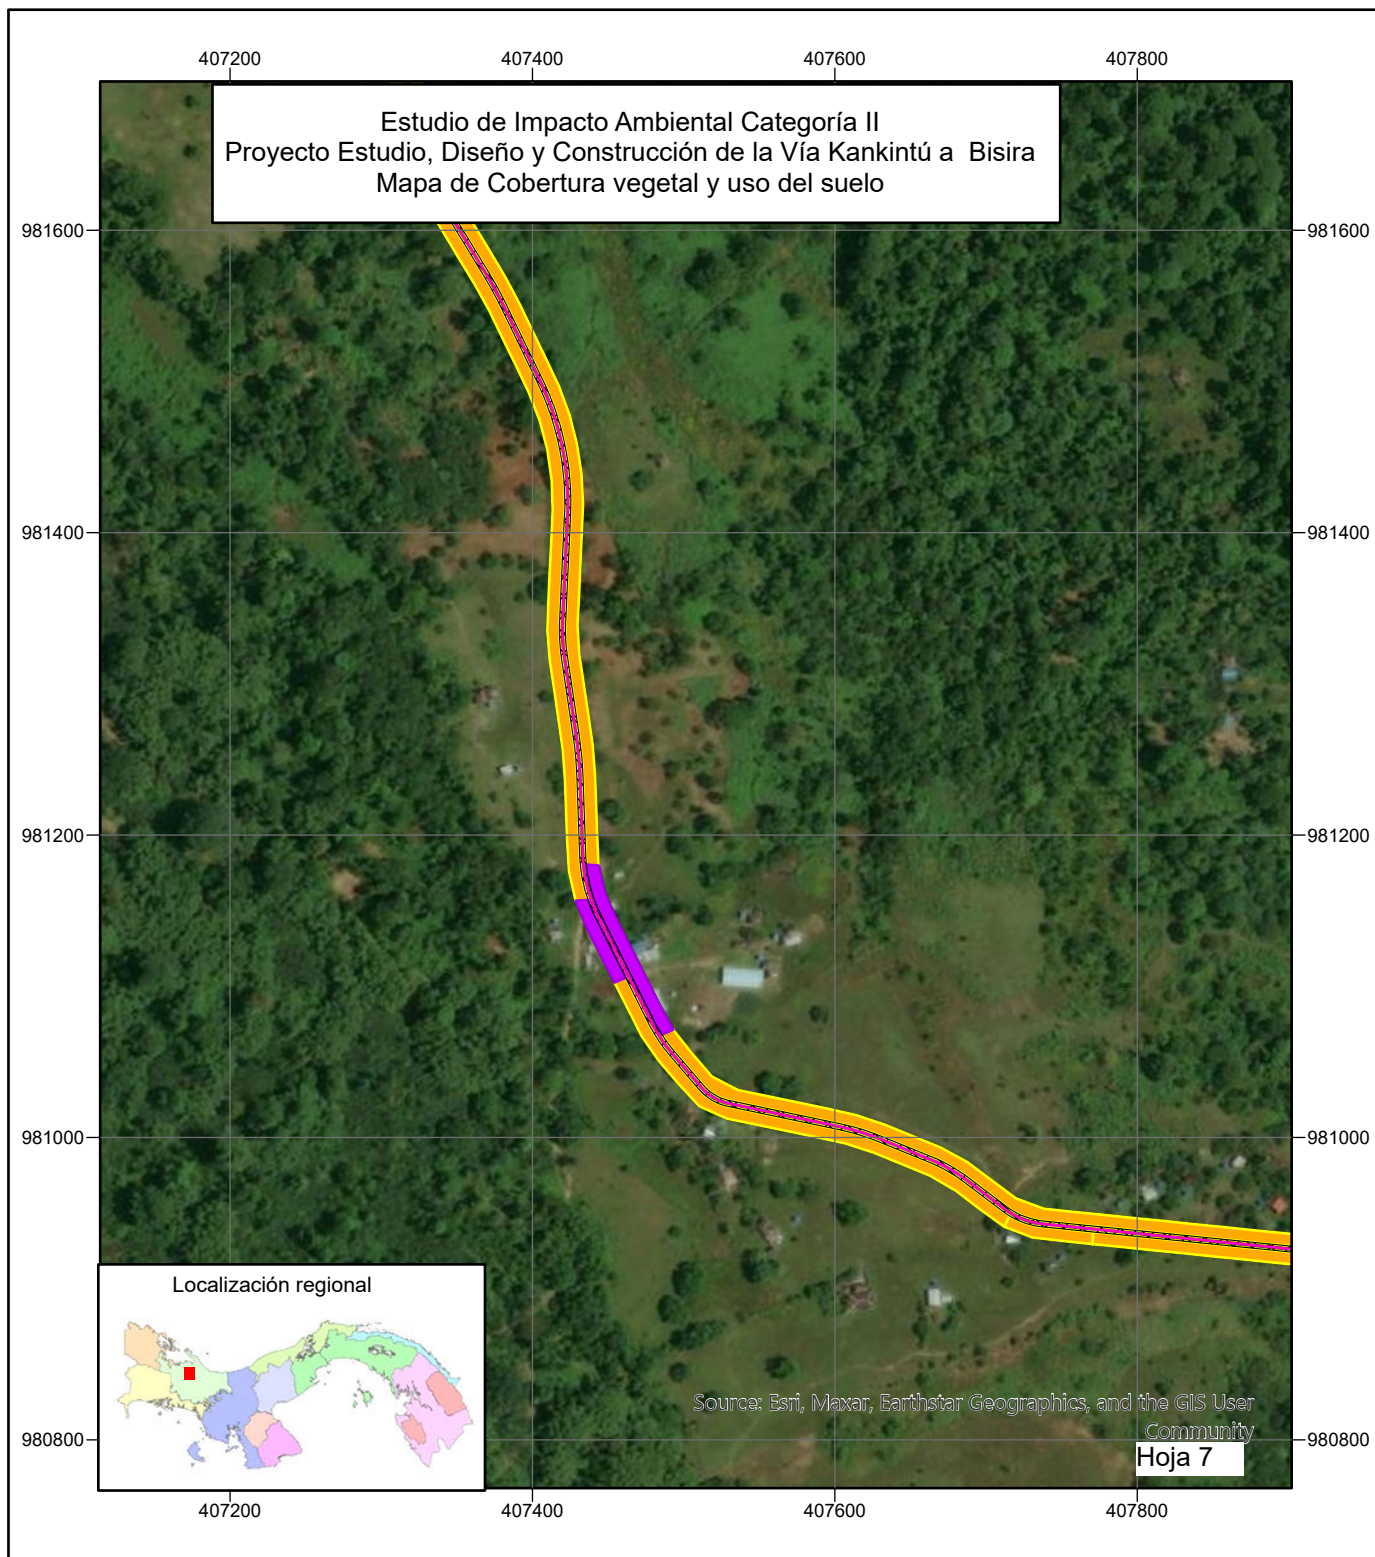 407200 407400 407600 407800
Estudio de Impacto Ambiental Categoría II
Proyecto Estudio, Diseño y Construcción de la Vía Kankintú a  Bisira
Mapa de Cobertura vegetal y uso del suelo
981600 981600
981400 981400
981200 981200
981000 981000
Localización regional
Source: Esri, Maxar, Earthstar Geographics, and the GIS User
Community
980800 980800
Hoja 7
407200 407400 407600 407800